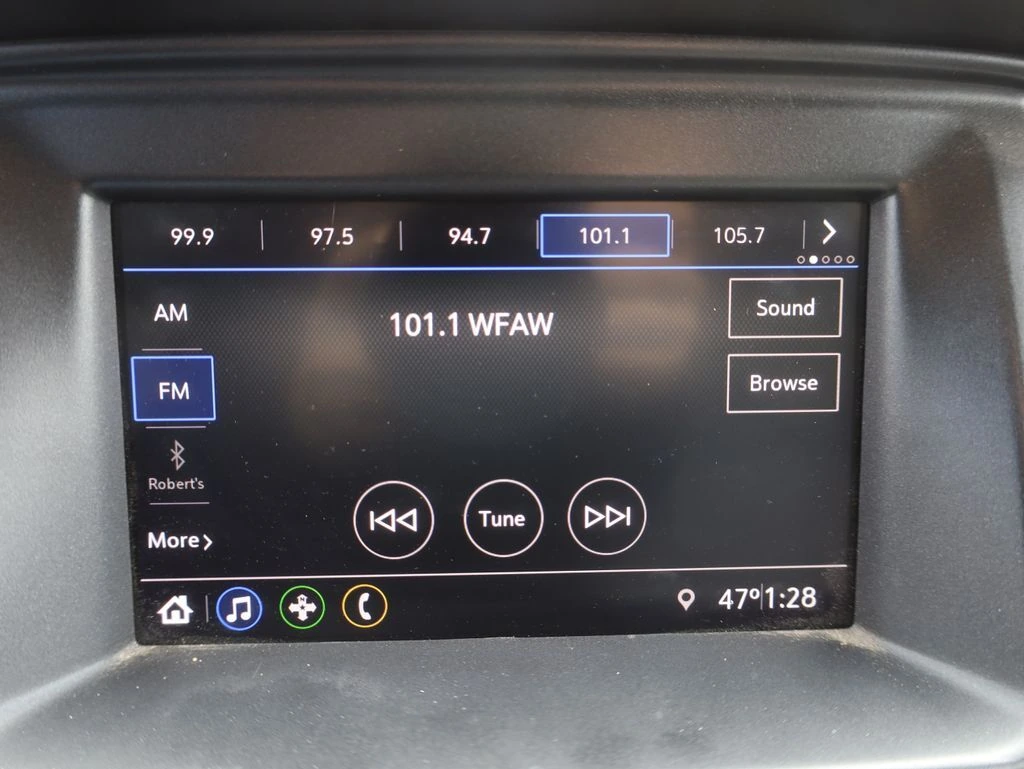 99.9 97.5 94.7 101.1 105.7
AM
101.1 WFAW
Sound
FM
Browse
Robert's
More
Tune
N
47° 1:28